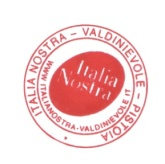 ITALIA NOSTRA - VALDINIEVOLE - PISTOIA
WWW.ITALIANOSTRA-VALDINIEVOLE.IT
Italia
Nostra